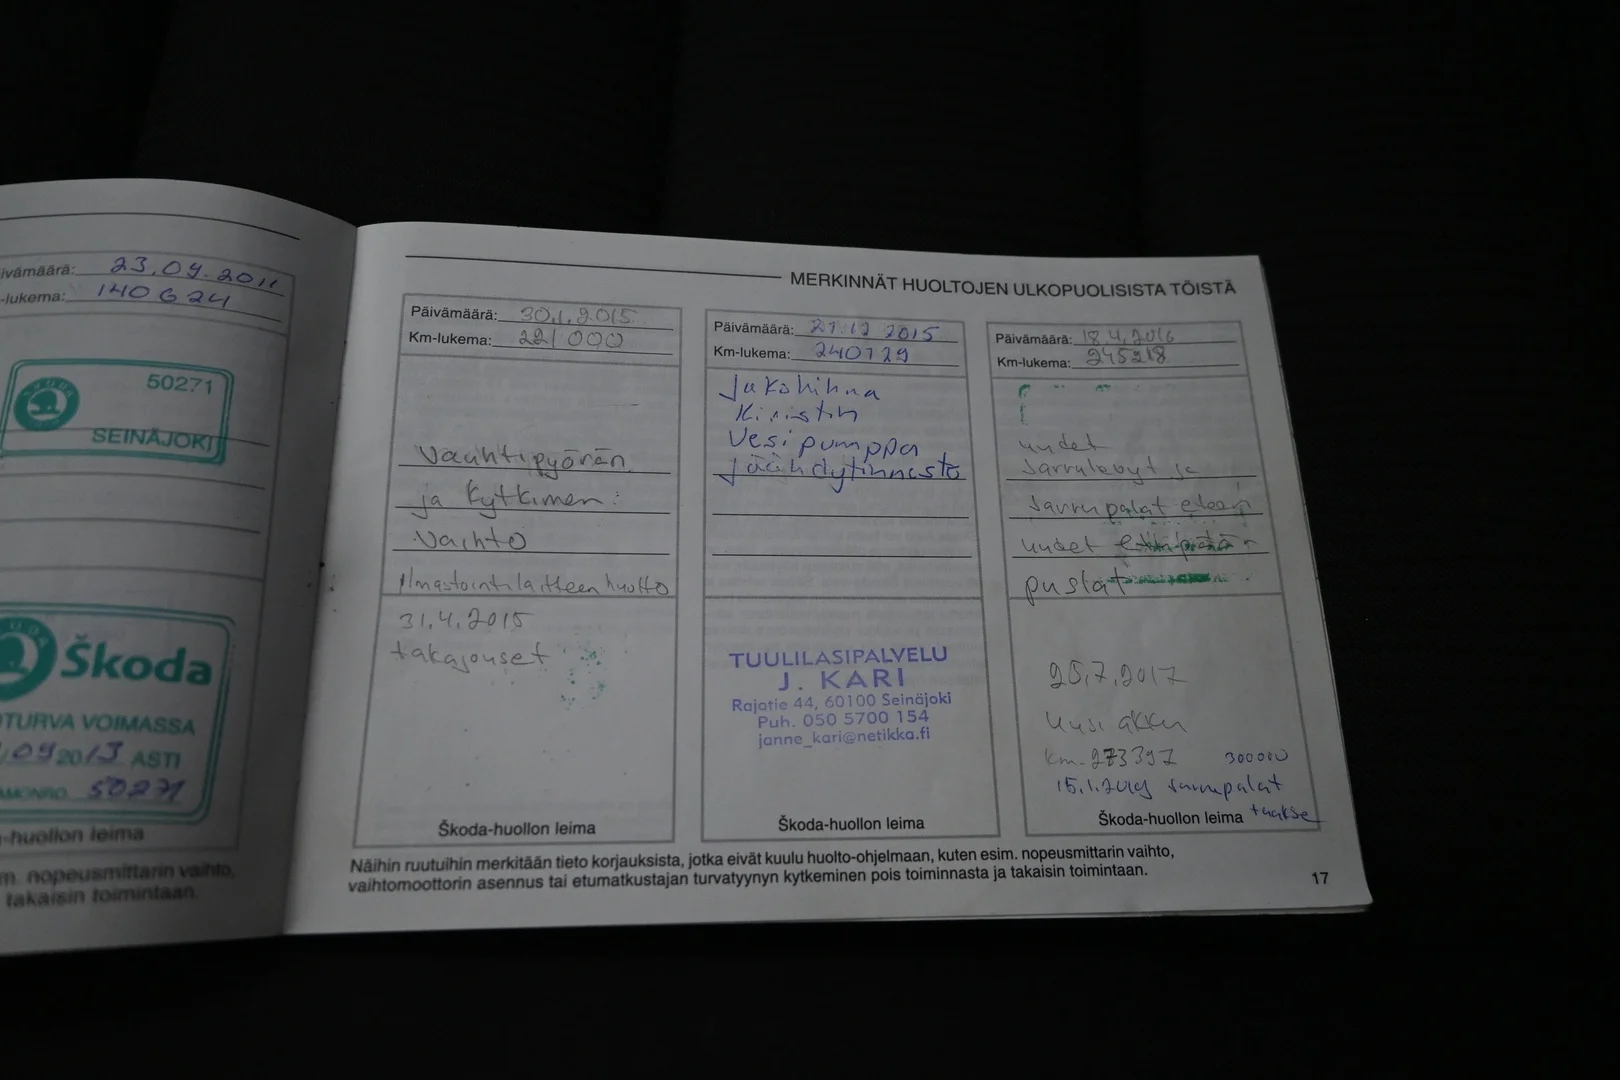 ivämäärä: 23.09.2011
-lukema: 140624
50271
SEINÄJOKI
Škoda
OTURVA VOIMASSA
.09 2013 ASTI
50271
-huollon leima
m. nopeusmittarin vaihto,
takaisin toimintaan.
MERKINNÄT HUOLTOJEN ULKOPUOLISISTA TÖISTÄ
Päivämäärä: 30.1.2015
Km-lukema: 221000
Vauhtipyörän
ja kytkimen
Vaihto
Ilmastointilaitteen huolto
31.4.2015
takajouset
Škoda-huollon leima
Päivämäärä: 27.12 2015
Km-lukema: 240729
Jakohihna
Kiristin
Vesipumppa
Jäähdytinneste
TUULILASIPALVELU
J. KARI
Rajatie 44, 60100 Seinäjoki
Puh. 050 5700 154
janne_kari@netikka.fi
Škoda-huollon leima
Päivämäärä: 18.4.2016
Km-lukema: 245218
uudet
Jarrulevyt ja
Jarrupalat eteen
uudet
puslat
25.7.2017
Uusi akku
km-273397 300000
15.1.2019 Jarrupalat
taakse
Škoda-huollon leima
Näihin ruutuihin merkitään tieto korjauksista, jotka eivät kuulu huolto-ohjelmaan, kuten esim. nopeusmittarin vaihto,
vaihtomoottorin asennus tai etumatkustajan turvatyynyn kytkeminen pois toiminnasta ja takaisin toimintaan.
17